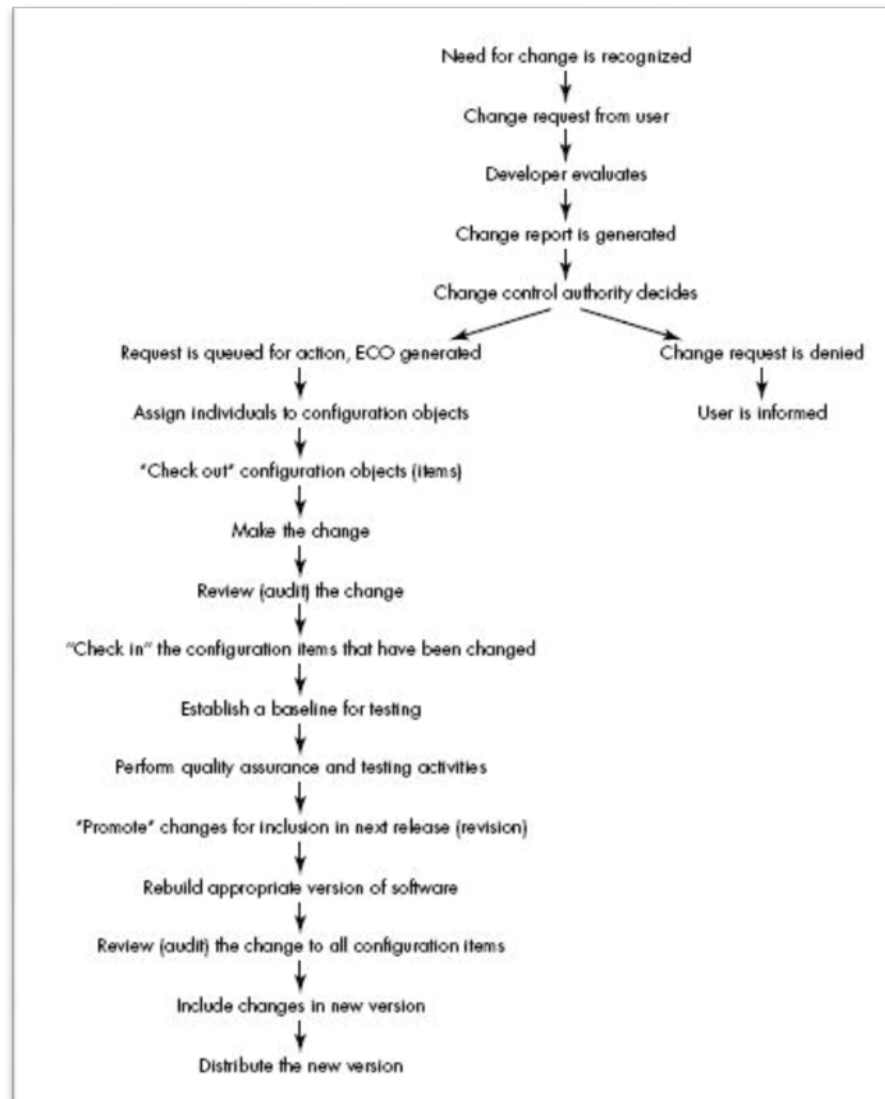 Need for change is recognized
Change request from user
Developer evaluates
Change report is generated
Change control authority decides
Request is queued for action, ECO generated
Change request is denied
Assign individuals to configuration objects
User is informed
"Check out" configuration objects (items)
Make the change
Review (audit) the change
"Check in" the configuration items that have been changed
Establish a baseline for testing
Perform quality assurance and testing activities
"Promote" changes for inclusion in next release (revision)
Rebuild appropriate version of software
Review (audit) the change to all configuration items
Include changes in new version
Distribute the new version